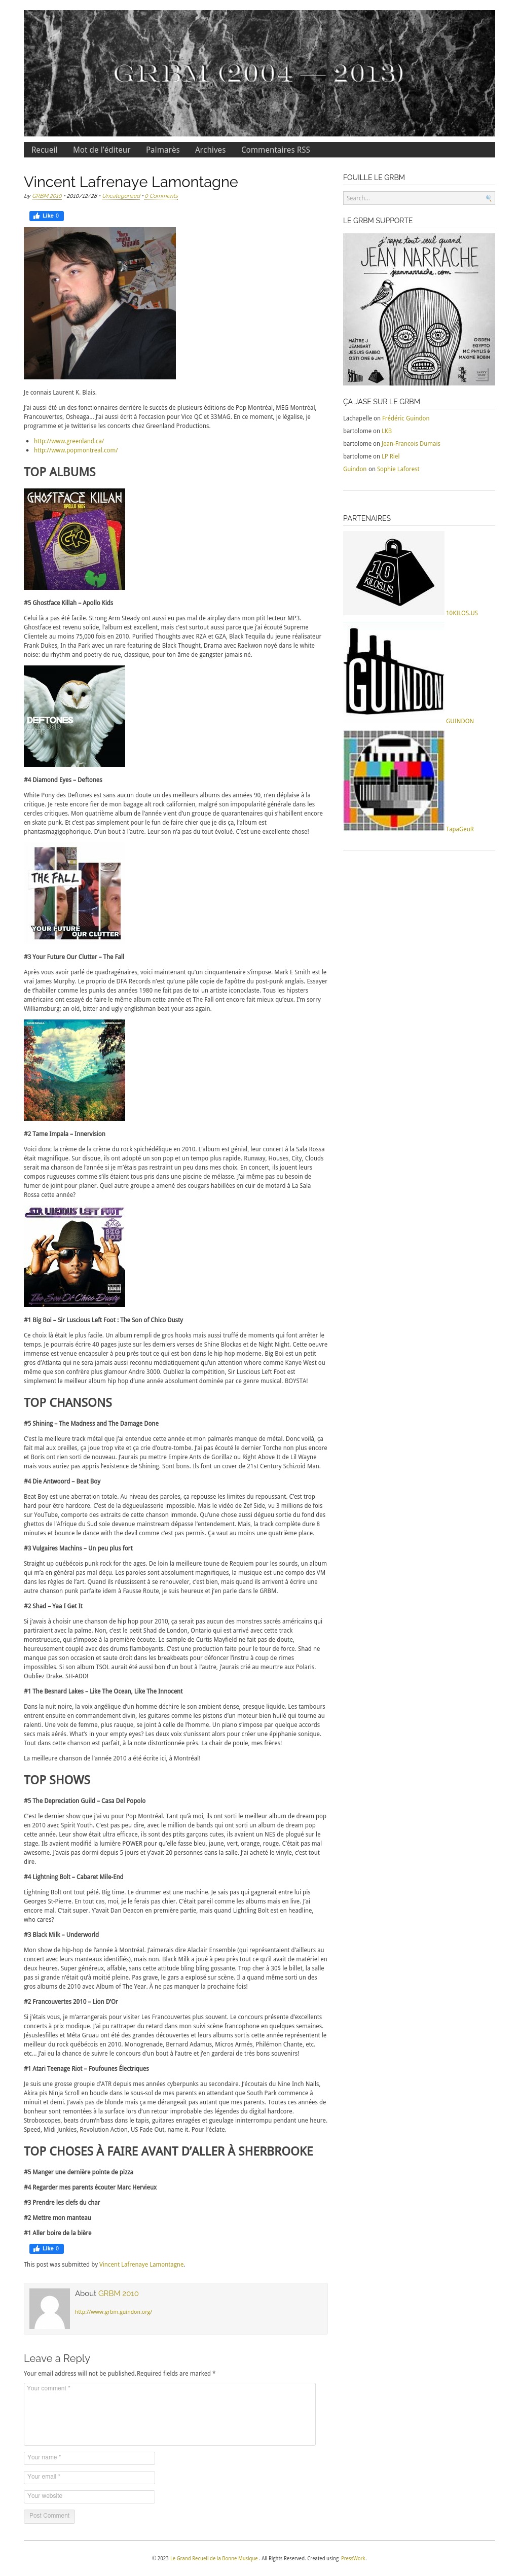 GRBM (2004 — 2013)
Recueil
Mot de l'éditeur
Palmarès
Archives
Commentaires RSS
Vincent Lafrenaye Lamontagne
by GRBM 2010 • 2010/12/28 • Uncategorized • 0 Comments
Like 0
Je connais Laurent K. Blais.
J'ai aussi été un des fonctionnaires derrière le succès de plusieurs éditions de Pop Montréal, MEG Montréal,
Francouvertes, Osheaga... J'ai aussi écrit à l'occasion pour Vice QC et 33MAG. En ce moment, je légalise, je
programme et je twitterise les concerts chez Greenland Productions.
http://www.greenland.ca/
http://www.popmontreal.com/
TOP ALBUMS
GHOSTFACE KILLAH
APOLLO KIDS
#5 Ghostface Killah – Apollo Kids
Celui là a pas été facile. Strong Arm Steady ont aussi eu pas mal de airplay dans mon ptit lecteur MP3.
Ghostface est revenu solide, l'album est excellent, mais c'est surtout aussi parce que j'ai écouté Supreme
Clientele au moins 75,000 fois en 2010. Purified Thoughts avec RZA et GZA, Black Tequila du jeune réalisateur
Frank Dukes, In tha Park avec un rare featuring de Black Thought, Drama avec Raekwon noyé dans le white
noise: du rhythm and poetry de rue, classique, pour ton âme de gangster jamais né.
DEFTONES
#4 Diamond Eyes – Deftones
White Pony des Deftones est sans aucun doute un des meilleurs albums des années 90, n'en déplaise à la
critique. Je reste encore fier de mon bagage alt rock californien, malgré son impopularité générale dans les
cercles critiques. Mon quatrième album de l'année vient d'un groupe de quarantenaires qui s'habillent encore
en skate punk. Et c'est pas simplement pour le fun de faire chier que je dis ça, l'album est
phantasmagogphorique. D'un bout à l'autre. Leur son n'a pas du tout évolué. C'est une excellente chose!
THE FALL
YOUR FUTURE
OUR CLUTTER
#3 Your Future Our Clutter – The Fall
Après vous avoir parlé de quadragénaires, voici maintenant qu'un cinquantenaire s'impose. Mark E Smith est le
vrai James Murphy. Le proprio de DFA Records n'est qu'une pâle copie de l'apôtre du post-punk anglais. Essayer
de t'habiller comme les punks des années 1980 ne fait pas de toi un artiste iconoclaste. Tous les hipsters
américains ont essayé de faire le même album cette année et The Fall ont encore fait mieux qu'eux. I'm sorry
Williamsburg; an old, bitter and ugly englishman beat your ass again.
#2 Tame Impala – Innervision
Voici donc la crème de la crème du rock spichédélique en 2010. L'album est génial, leur concert à la Sala Rossa
était magnifique. Sur disque, ils ont adopté un son pop et un tempo plus rapide. Runway, Houses, City, Clouds
serait ma chanson de l'année si je m'étais pas restraint un peu dans mes choix. En concert, ils jouent leurs
compos rugueuses comme s'ils étaient tous pris dans une piscine de mélasse. J'ai même pas eu besoin de
fumer de joint pour planer. Quel autre groupe a amené des cougars habillées en cuir de motard à La Sala
Rossa cette année?
SIR LUCIOUS LEFT FOOT
The Son of Chico Dusty
#1 Big Boi – Sir Luscious Left Foot : The Son of Chico Dusty
Ce choix là était le plus facile. Un album rempli de gros hooks mais aussi truffé de moments qui font arrêter le
temps. Je pourrais écrire 40 pages juste sur les derniers verses de Shine Blockas et de Night Night. Cette oeuvre
immense est venue encapsuler à peu près tout ce qui est bon dans le hip hop moderne. Big Boi est un petit
gros d'Atlanta qui ne sera jamais aussi reconnu médiatiquement qu'un attention whore comme Kanye West ou
même que son confrère plus glamour Andre 3000. Oubliez la compétition, Sir Luscious Left Foot est
simplement le meilleur album hip hop d'une année absolument dominée par ce genre musical. BOYSTA!
TOP CHANSONS
#5 Shining – The Madness and The Damage Done
C'est la meilleure track métal que j'ai entendue cette année et mon palmarès manque de métal. Donc voilà, ça
fait mal aux oreilles, ça joue trop vite et ça crie d'outre-tombe. J'ai pas écouté le dernier Torche non plus encore
et Boris ont rien sorti de nouveau. J'aurais pu mettre Empire Ants de Gorillaz ou Right Above It de Lil Wayne
mais vous auriez pas appris l'existence de Shining. Sont bons. Ils font un cover de 21st Century Schizoid Man.
#4 Die Antwoord – Beat Boy
Beat Boy est une aberration totale. Au niveau des paroles, ça repousse les limites du repoussant. C'est trop
hard pour être hardcore. C'est de la dégueulasserie impossible. Mais le vidéo de Zef Side, vu 3 millions de fois
sur YouTube, comporte des extraits de cette chanson immonde. Qu'une chose aussi dégueu sortie du fond des
ghettos de l'Afrique du Sud soie devenue mainstream dépasse l'entendement. Mais, la track complète dure 8
minutes et bounce le dance with the devil comme c'est pas permis. Ça vaut au moins une quatrième place.
#3 Vulgaires Machins – Un peu plus fort
Straight up québécois punk rock for the ages. De loin la meilleure toune de Requiem pour les sourds, un album
qui m'a en général pas mal déçu. Les paroles sont absolument magnifiques, la musique est une compo des VM
dans les règles de l'art. Quand ils réussissent à se renouveler, c'est bien, mais quand ils arrivent à écrire une
autre chanson punk parfaite idem à Fausse Route, je suis heureux et j'en parle dans le GRBM.
#2 Shad – Yaa I Get It
Si j'avais à choisir une chanson de hip hop pour 2010, ça serait pas aucun des monstres sacrés américains qui
partiraient avec la palme. Non, c'est le petit Shad de London, Ontario qui est arrivé avec cette track
monstrueuse, qui s'impose à la première écoute. Le sample de Curtis Mayfield ne fait pas de doute,
heureusement couplé avec des drums flamboyants. C'est une production faite pour le tour de force. Shad ne
manque pas son occasion et saute droit dans les breakbeats pour défoncer l'instru à coup de rimes
impossibles. Si son album TSOL aurait été aussi bon d'un bout à l'autre, j'aurais crié au meurtre aux Polaris.
Oubliez Drake. SH-ADD!
#1 The Besnard Lakes – Like The Ocean, Like The Innocent
Dans la nuit noire, la voix angélique d'un homme déchire le son ambient dense, presque liquide. Les tambours
entrent ensuite en commandement divin, les guitares comme les pistons d'un moteur bien huilé qui tourne au
ralenti. Une voix de femme, plus rauque, se joint à celle de l'homme. Un piano s'impose par quelque accords
secs mais aérés. What's in your empty eyes? Les deux voix s'unissent alors pour créer une épiphanie sonique.
Tout dans cette chanson est parfait, à la note distortionnée près. La chair de poule, mes frères!
La meilleure chanson de l'année 2010 a été écrite ici, à Montréal!
TOP SHOWS
#5 The Depreciation Guild – Casa Del Popolo
C'est le dernier show que j'ai vu pour Pop Montréal. Tant qu'à moi, ils ont sorti le meilleur album de dream pop
en 2010 avec Spirit Youth. C'est pas peu dire, avec le million de bands qui ont sorti un album de dream pop
cette année. Leur show était ultra efficace, ils sont des ptits garçons cutes, ils avaient un NES de plogué sur le
stage. Ils avaient modifié la lumière POWER pour qu'elle fasse bleu, jaune, vert, orange, rouge. C'était pas mal
awesome. J'avais pas dormi depuis 5 jours et y'avait 20 personnes dans la salle. J'ai acheté le vinyle, c'est tout
dire.
#4 Lightning Bolt – Cabaret Mile-End
Lightning Bolt ont tout pété. Big time. Le drummer est une machine. Je sais pas qui gagnerait entre lui pis
Georges St-Pierre. En tout cas, moi, je le ferais pas chier. C'était pareil comme les albums mais en live. J'ai
encore mal. C'tait super. Y'avait Dan Deacon en première partie, mais quand Lightling Bolt est en headline,
who cares?
#3 Black Milk – Underworld
Mon show de hip-hop de l'année à Montréal. J'aimerais dire Alaclair Ensemble (qui représentaient d'ailleurs au
concert avec leurs manteaux identifiés), mais non. Black Milk a joué à peu près tout ce qu'il avait de matériel en
deux heures. Super généreux, affable, sans cette attitude bling bling gossante. Trop cher à 30$ le billet, la salle
pas si grande n'était qu'à moitié pleine. Pas grave, le gars a explosé sur scène. Il a quand même sorti un des
gros albums de 2010 avec Album of The Year. À ne pas manquer la prochaine fois!
#2 Francouvertes 2010 – Lion D'Or
Si j'étais vous, je m'arrangerais pour visiter Les Francouvertes plus souvent. Le concours présente d'excellents
concerts à prix modique. J'ai pu rattraper du retard dans mon suivi scène francophone en quelques semaines.
Jésuslesfilles et Méta Gruau ont été des grandes découvertes et leurs albums sortis cette année représentent le
meilleur du rock québécois en 2010. Monogrenade, Bernard Adamus, Micros Armés, Philémon Chante, etc.
etc... J'ai eu la chance de suivre le concours d'un bout à l'autre et j'en garderai de très bons souvenirs!
#1 Atari Teenage Riot – Foufounes Électriques
Je suis une grosse groupie d'ATR depuis mes années cyberpunks au secondaire. J'écoutais du Nine Inch Nails,
Akira pis Ninja Scroll en boucle dans le sous-sol de mes parents en attendant que South Park commence à
minuit et demi. J'avais pas de blonde mais ça me dérangeait pas autant que mes parents. Toutes ces années de
bonheur sont remontées à la surface lors d'un retour improbable des légendes du digital hardcore.
Stroboscopes, beats drum'n'bass dans le tapis, guitares enragées et gueulage ininterrompu pendant une heure.
Speed, Midi Junkies, Revolution Action, US Fade Out, name it. Pour l'éclate.
TOP CHOSES À FAIRE AVANT D'ALLER À SHERBROOKE
#5 Manger une dernière pointe de pizza
#4 Regarder mes parents écouter Marc Hervieux
#3 Prendre les clefs du char
#2 Mettre mon manteau
#1 Aller boire de la bière
Like 0
This post was submitted by Vincent Lafrenaye Lamontagne.
About GRBM 2010
http://www.grbm.guindon.org/
Leave a Reply
Your email address will not be published.Required fields are marked *
Your comment *
Your name *
Your email *
Your website
Post Comment
FOUILLE LE GRBM
Search...
LE GRBM SUPPORTE
j'rappe tout seul quand
JEAN NARRACHE
jeannarrache.com
MAÎTRE J
JEANBART
JESUIS GABBO
OSTI ONE & JAM
OGDEN
EGYPTO
MC PHYLIS &
MAXIME ROBIN
ÇA JASE SUR LE GRBM
Lachapelle on Frédéric Guindon
bartolome on LKB
bartolome on Jean-Francois Dumais
bartolome on LP Riel
Guindon on Sophie Laforest
PARTENAIRES
10 KILOS.US
10KILOS.US
GUINDON
GUINDON
TapaGeuR
© 2023 Le Grand Recueil de la Bonne Musique . All Rights Reserved. Created using PressWork.